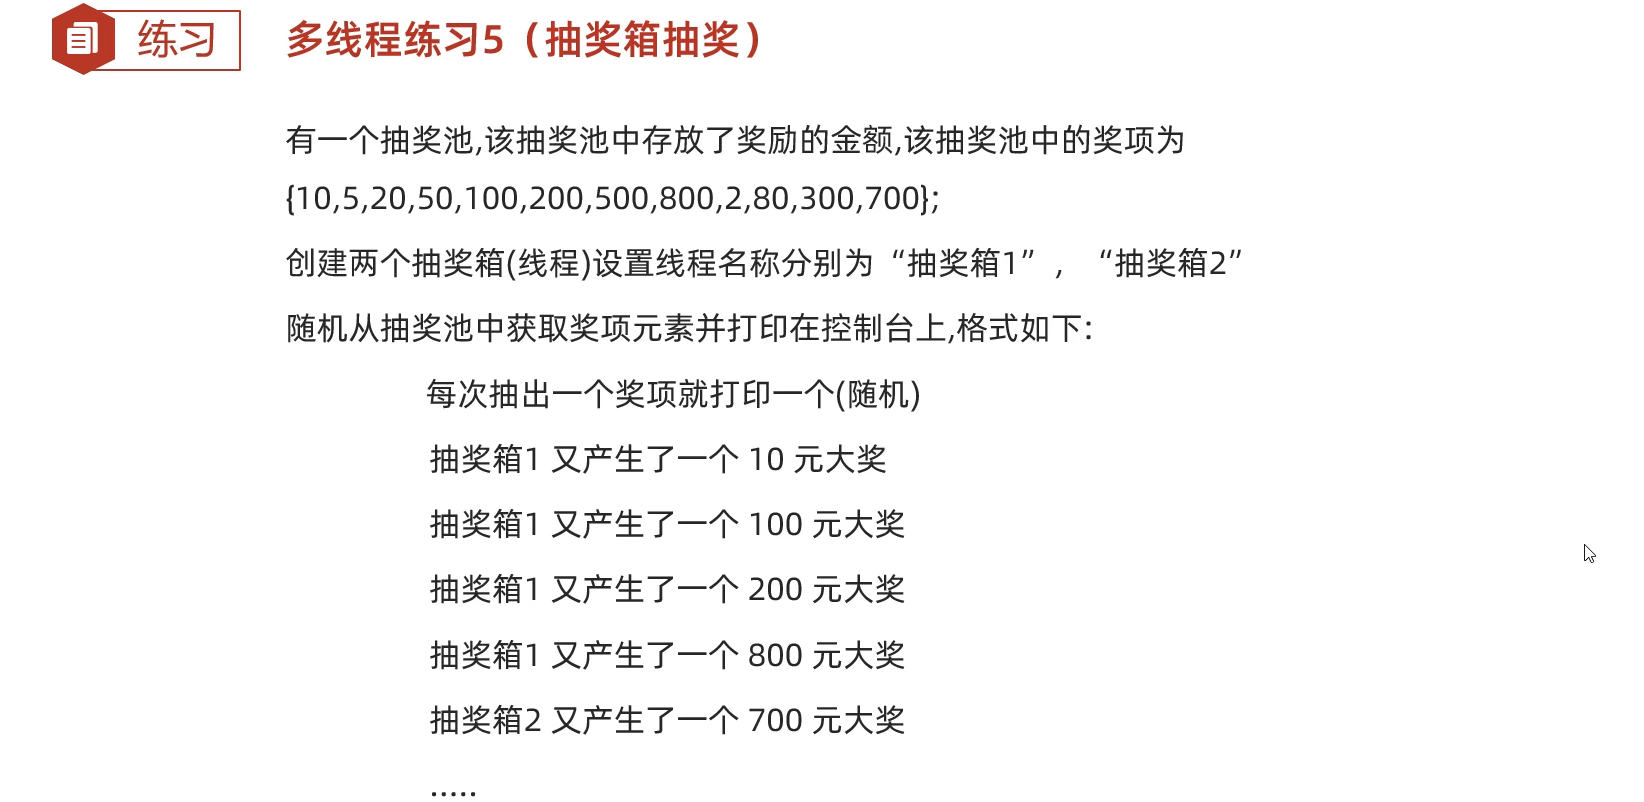 练习
多线程练习5（抽奖箱抽奖）
有一个抽奖池,该抽奖池中存放了奖励的金额,该抽奖池中的奖项为
{10,5,20,50,100,200,500,800,2,80,300,700};
创建两个抽奖箱(线程)设置线程名称分别为“抽奖箱1”，“抽奖箱2”
随机从抽奖池中获取奖项元素并打印在控制台上,格式如下:
每次抽出一个奖项就打印一个(随机)
抽奖箱1 又产生了一个 10 元大奖
抽奖箱1 又产生了一个 100 元大奖
抽奖箱1 又产生了一个 200 元大奖
抽奖箱1 又产生了一个 800 元大奖
抽奖箱2 又产生了一个 700 元大奖
.....